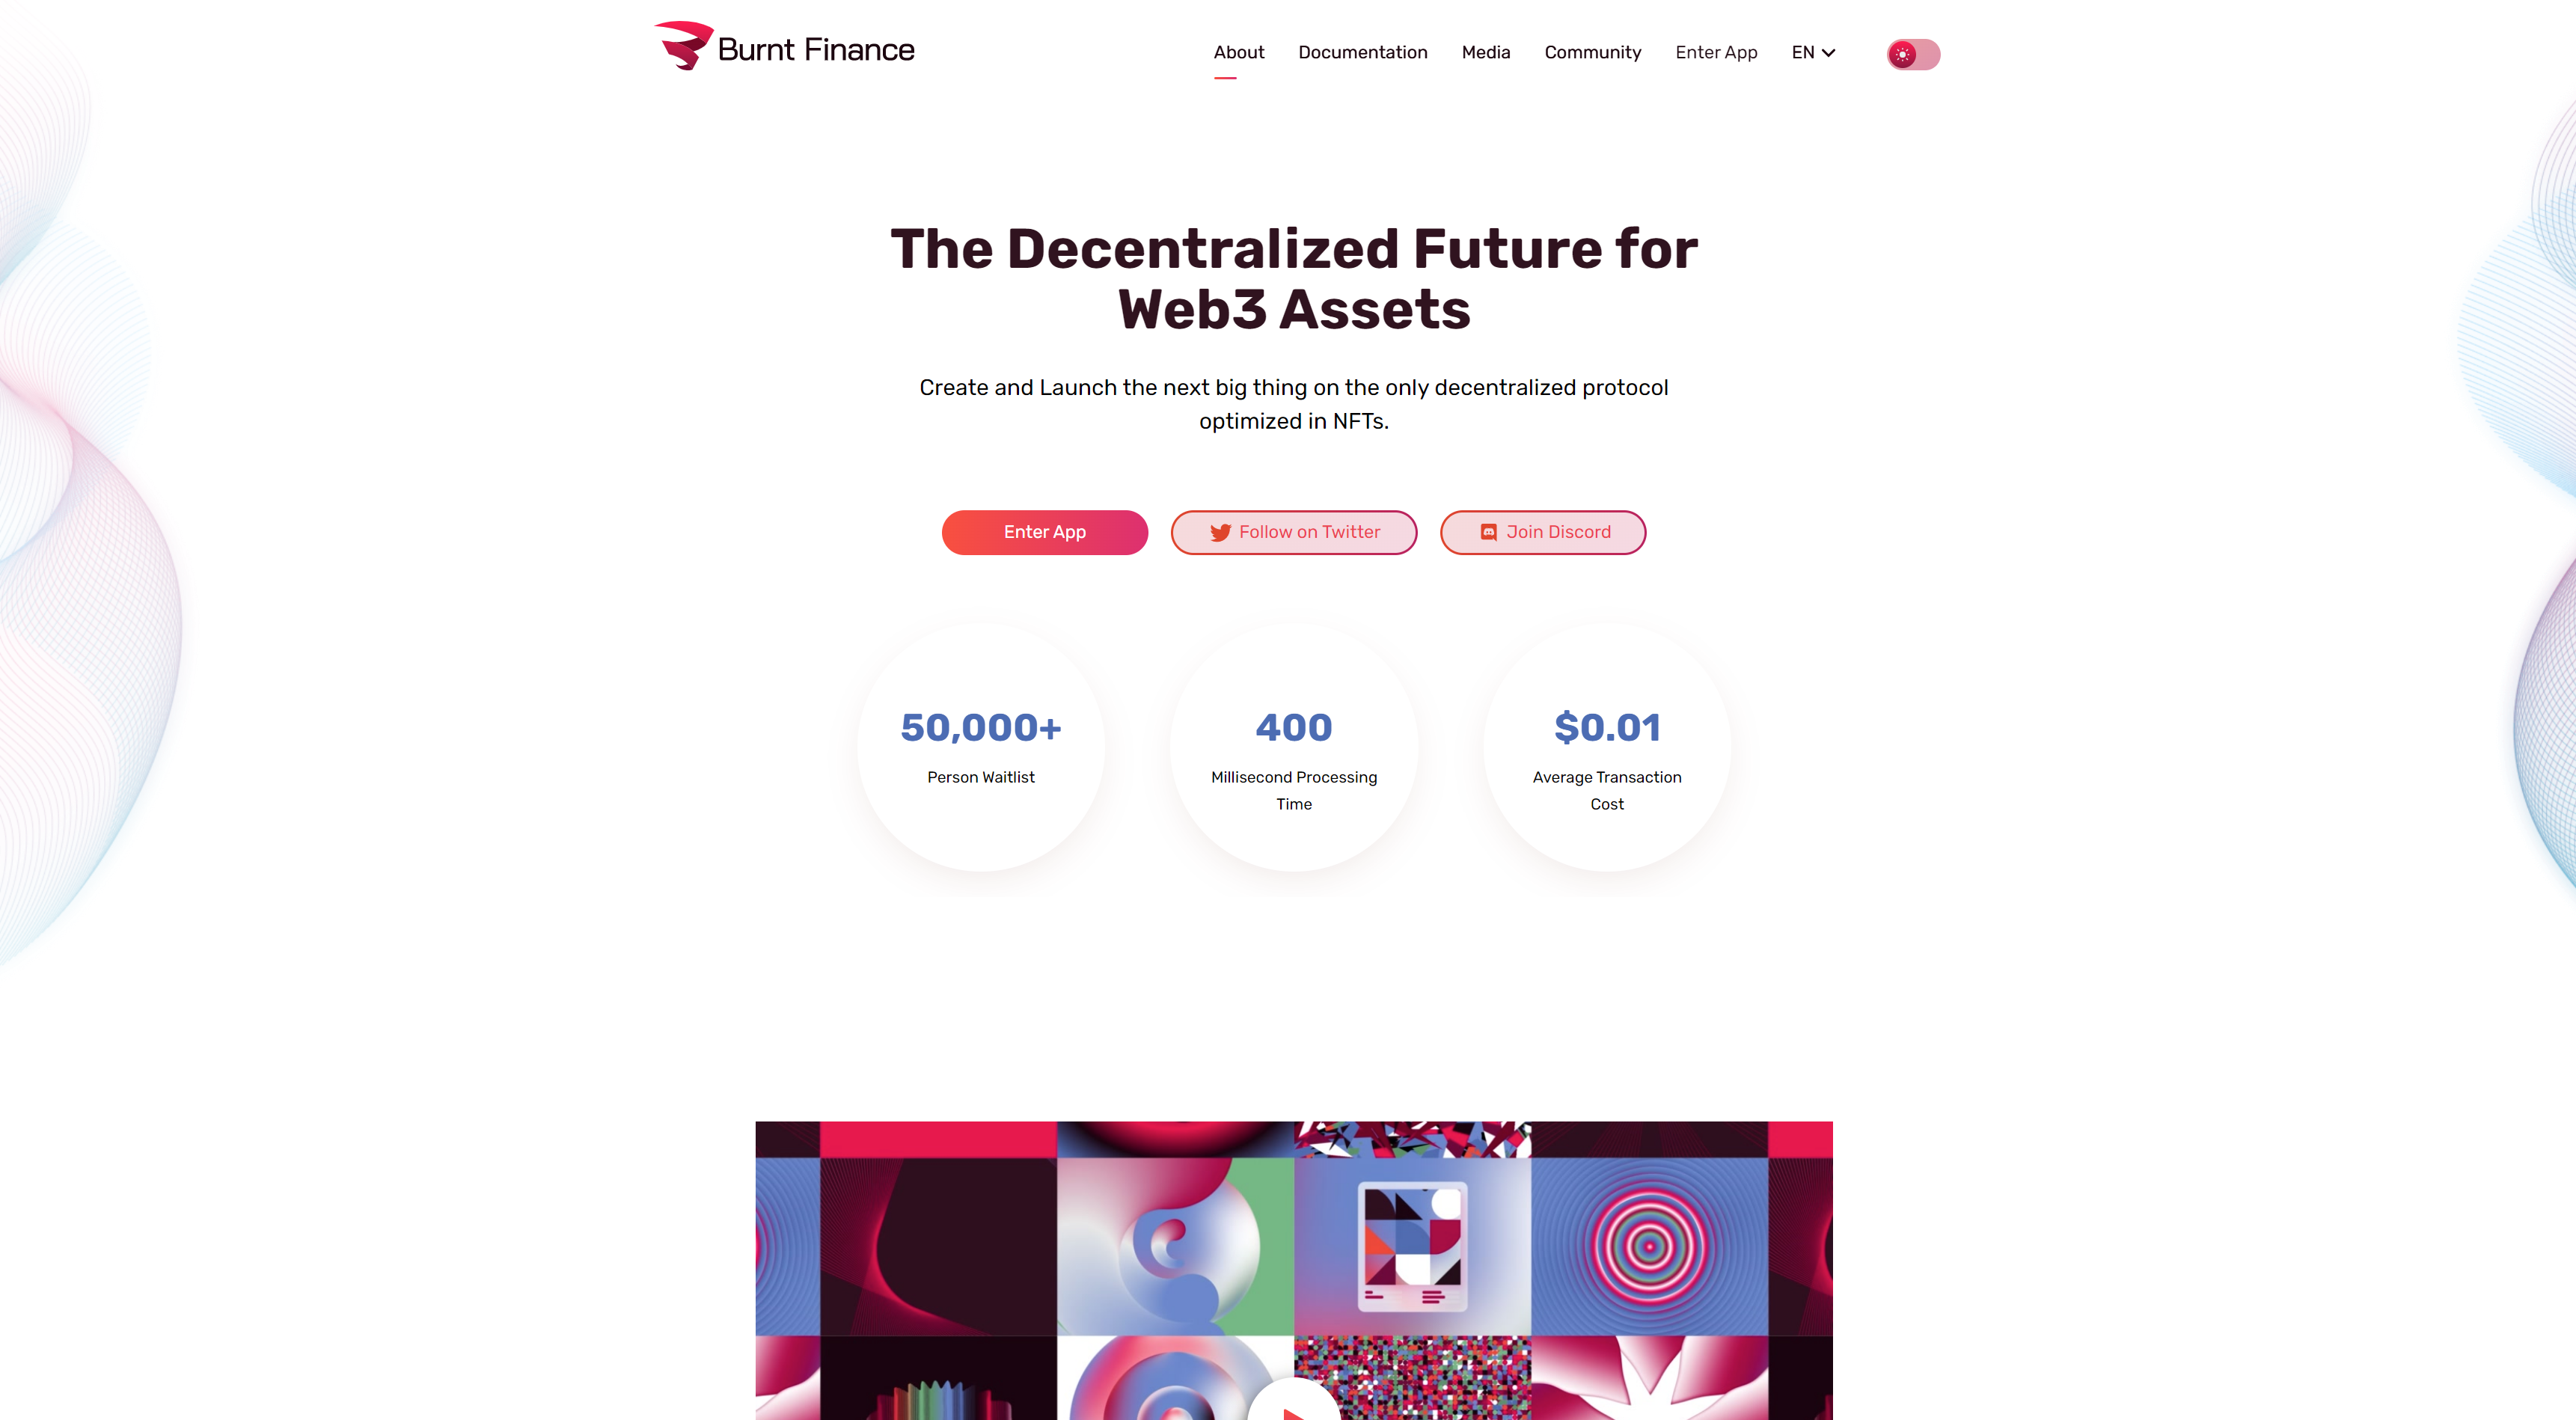 Burnt Finance
About Documentation Media Community Enter App EN
The Decentralized Future for
Web3 Assets
Create and Launch the next big thing on the only decentralized protocol
optimized in NFTs.
Enter App Follow on Twitter Join Discord
50,000+
Person Waitlist
400
Millisecond Processing
Time
$0.01
Average Transaction
Cost